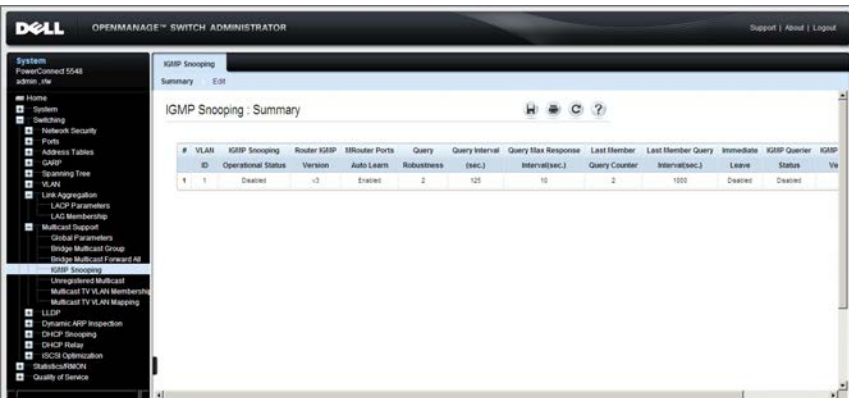 DELL OPENMANAGE™ SWITCH ADMINISTRATOR Support | About | Logout
System
PowerConnect 5548
admin , r/w
Home
System
Switching
Network Security
Ports
Address Tables
GARP
Spanning Tree
VLAN
Link Aggregation
LACP Parameters
LAG Membership
Multicast Support
Global Parameters
Bridge Multicast Group
Bridge Multicast Forward All
IGMP Snooping
Unregistered Multicast
Multicast TV VLAN Membership
Multicast TV VLAN Mapping
LLDP
Dynamic ARP Inspection
DHCP Snooping
DHCP Relay
iSCSI Optimization
Statistics/RMON
Quality of Service
IGMP Snooping
Summary Edit
IGMP Snooping : Summary ?
# VLAN IGMP Snooping Router IGMP MRouter Ports Query Query Interval Query Max Response Last Member Last Member Query Immediate IGMP Querier IGMP
ID Operational Status Version Auto Learn Robustness (sec.) Interval(sec.) Query Counter Interval(sec.) Leave Status Ve
1 1 Disabled v3 Enabled 2 125 10 2 1000 Disabled Disabled